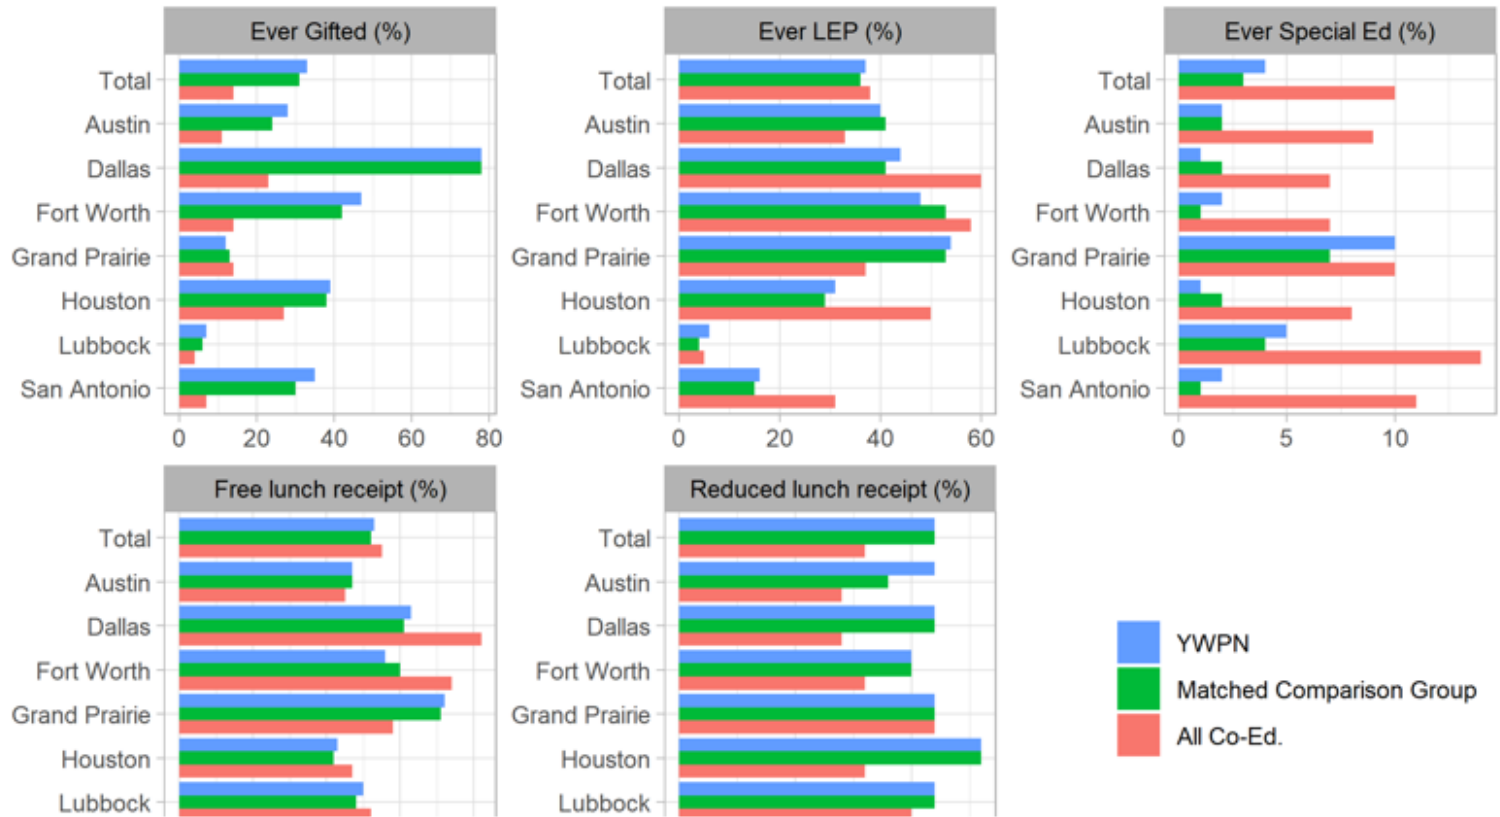 Ever Gifted (%)
Total
Austin
Dallas
Fort Worth
Grand Prairie
Houston
Lubbock
San Antonio
0 20 40 60 80
Ever LEP (%)
Total
Austin
Dallas
Fort Worth
Grand Prairie
Houston
Lubbock
San Antonio
0 20 40 60
Ever Special Ed (%)
Total
Austin
Dallas
Fort Worth
Grand Prairie
Houston
Lubbock
San Antonio
0 5 10
Free lunch receipt (%)
Total
Austin
Dallas
Fort Worth
Grand Prairie
Houston
Lubbock
Reduced lunch receipt (%)
Total
Austin
Dallas
Fort Worth
Grand Prairie
Houston
Lubbock
YWPN
Matched Comparison Group
All Co-Ed.